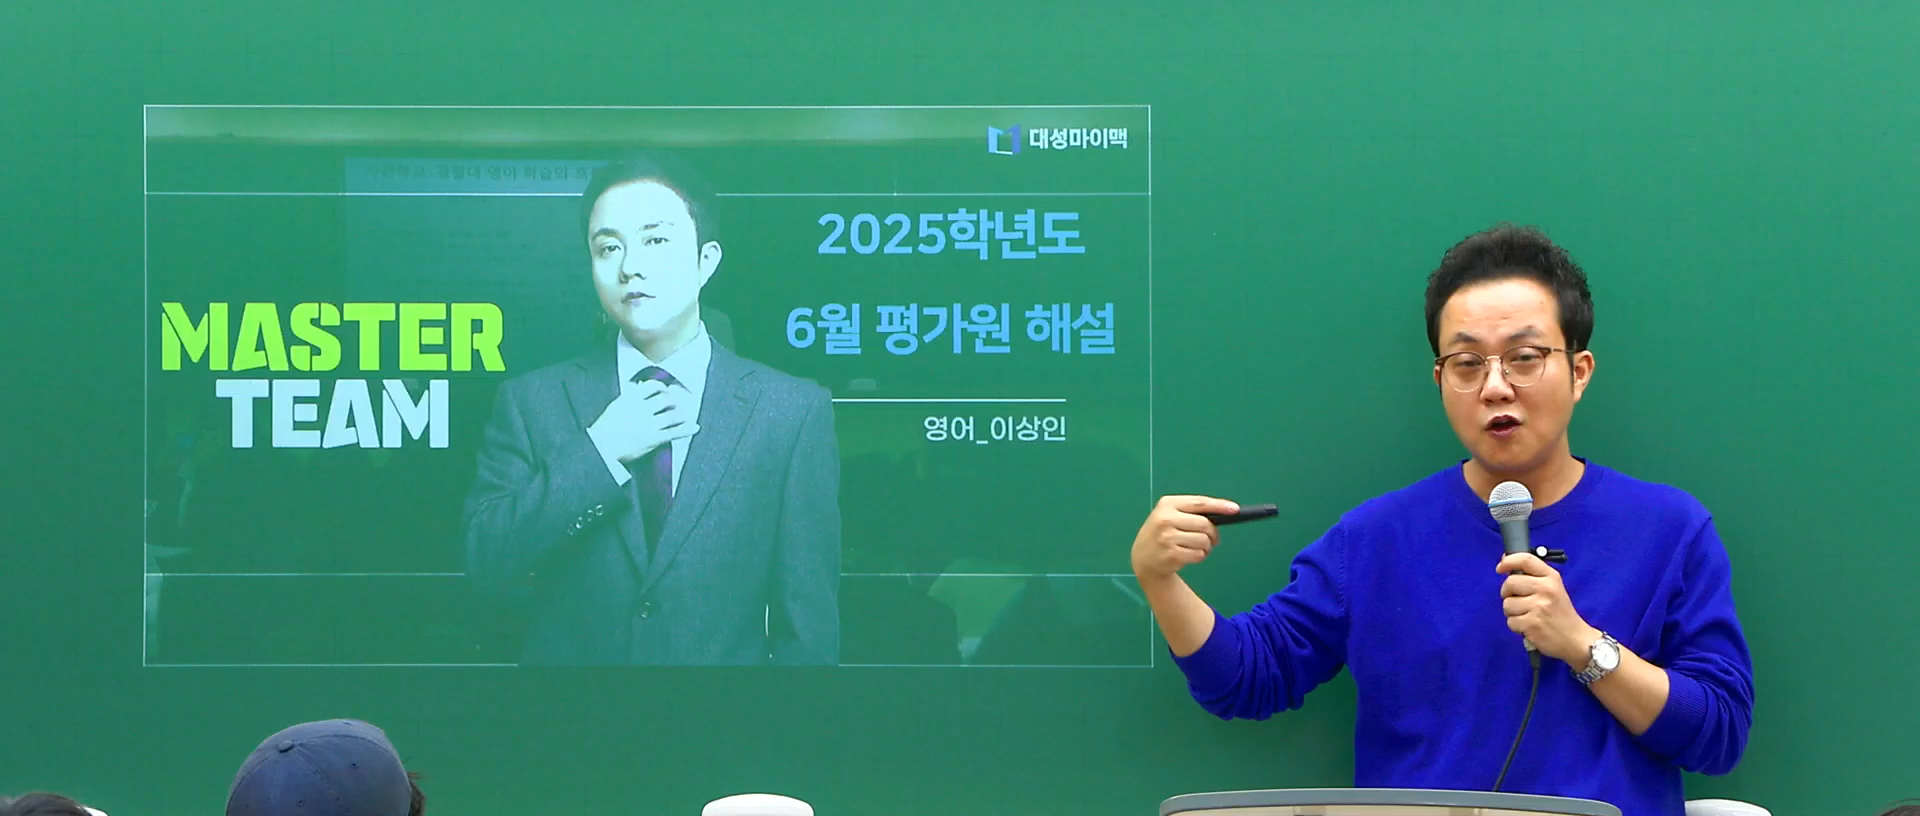 대성마이맥
2025학년도
6월 평가원 해설
MASTER
TEAM
영어_이상인